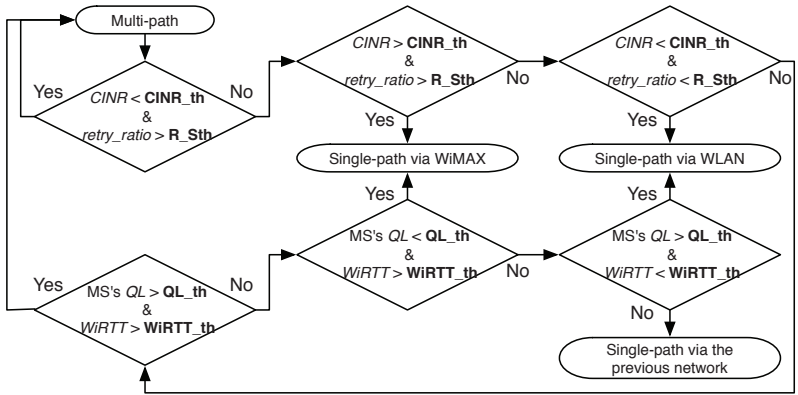 Multi-path
CINR < CINR_th
&
retry_ratio > R_Sth
Yes
No
CINR > CINR_th
&
retry_ratio > R_Sth
Yes
No
CINR < CINR_th
&
retry_ratio < R_Sth
Yes
No
Single-path via WiMAX
Single-path via WLAN
MS's QL > QL_th
&
WiRTT > WiRTT_th
Yes
No
Yes
MS's QL < QL_th
&
WiRTT > WiRTT_th
No
Yes
MS's QL > QL_th
&
WiRTT < WiRTT_th
No
Single-path via the
previous network